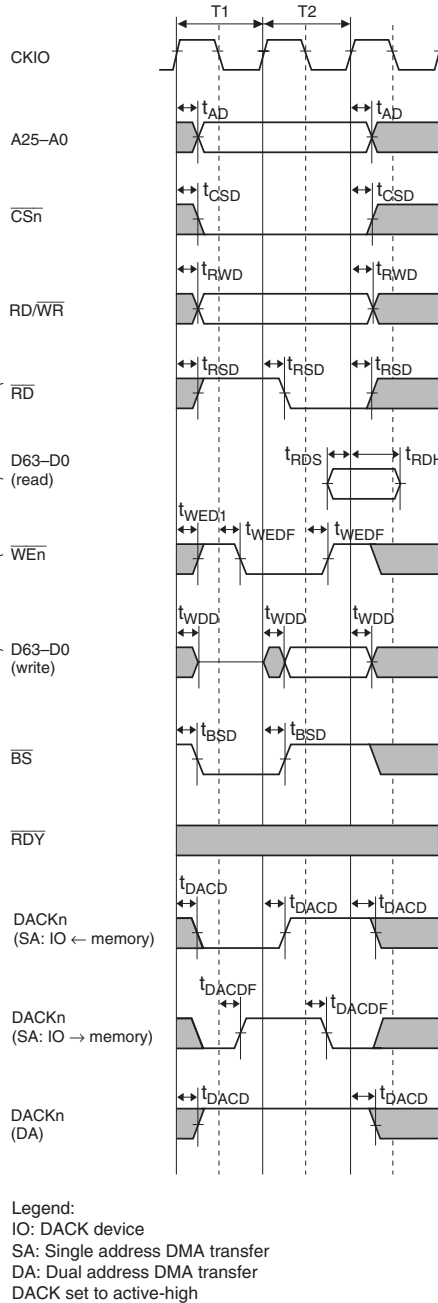 T1 T2
CKIO
tAD tAD
A25–A0
tCSD tCSD
CSn
tRWD tRWD
RD/WR
tRSD tRSD tRSD
RD
D63–D0
(read)
tRDS tRDH
tWED1 tWEDF tWEDF
WEn
tWDD tWDD tWDD
D63–D0
(write)
tBSD tBSD
BS
RDY
tDACD tDACD tDACD
DACKn
(SA: IO ← memory)
tDACDF tDACDF
DACKn
(SA: IO → memory)
tDACD tDACD
DACKn
(DA)
Legend:
IO: DACK device
SA: Single address DMA transfer
DA: Dual address DMA transfer
DACK set to active-high